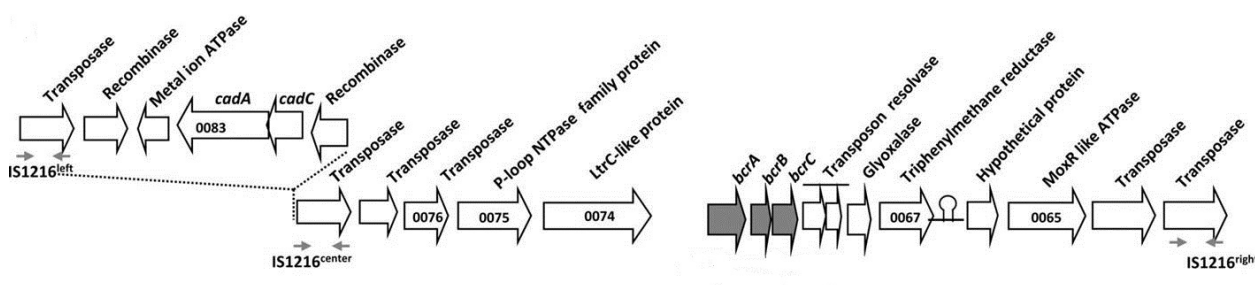 Transposase
Recombinase
Metal ion ATPase
cadA
cadC
Recombinase
0083
IS1216left
Transposase
Transposase
Transposase
P-loop NTPase family protein
LtrC-like protein
0076
0075
0074
IS1216center
bcrA
bcrB
bcrC
Transposon resolvase
Glyoxalase
Triphenylmethane reductase
Hypothetical protein
MoxR like ATPase
Transposase
Transposase
0067
0065
IS1216right